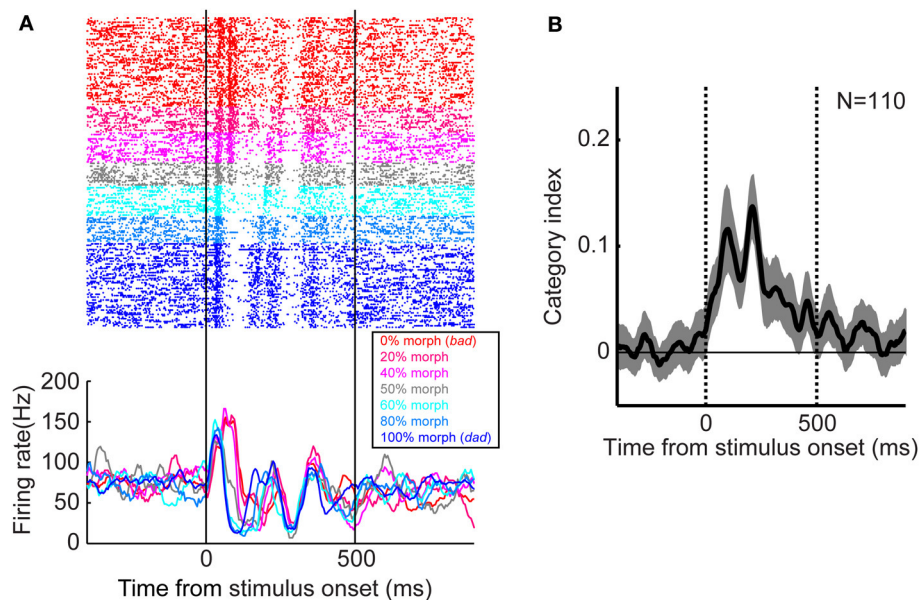 A
0% morph (bad)
20% morph
40% morph
50% morph
60% morph
80% morph
100% morph (dad)
Firing rate(Hz)
200
150
100
50
0
0
500
Time from stimulus onset (ms)
B
N=110
Category index
0.2
0.1
0
0
500
Time from stimulus onset (ms)